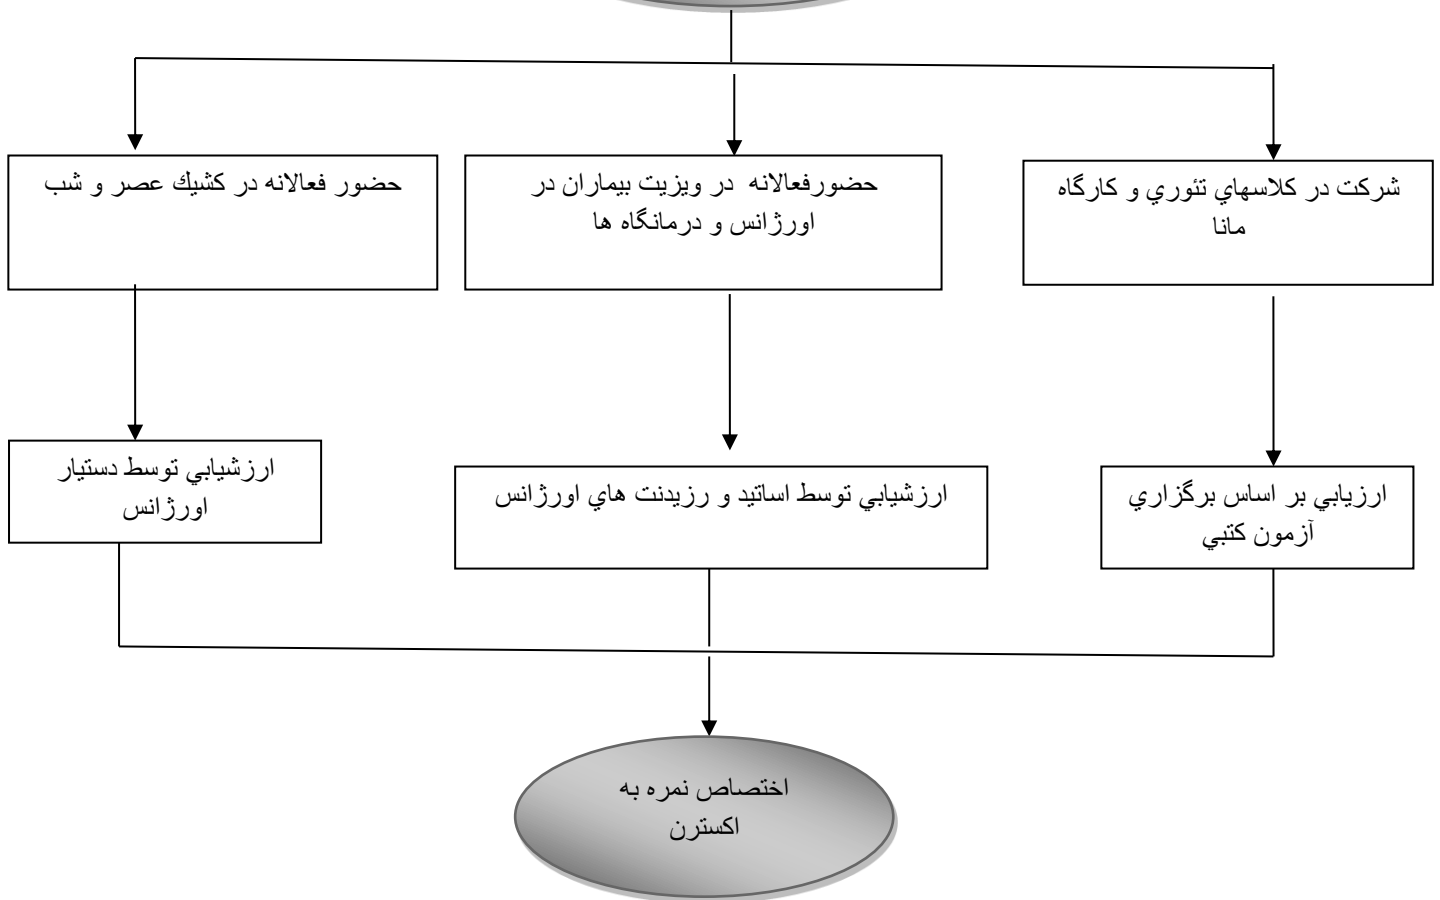 شركت در كلاسهاي تئوري و كارگاه
مانا
حضورفعالانه  در ويزيت بيماران در
اورژانس و درمانگاه ها
حضور فعالانه در كشيك عصر و شب
ارزيابي بر اساس برگزاري
آزمون كتبي
ارزشيابي توسط اساتيد و رزيدنت هاي اورژانس
ارزشيابي توسط دستيار
اورژانس
اختصاص نمره به
اكسترن